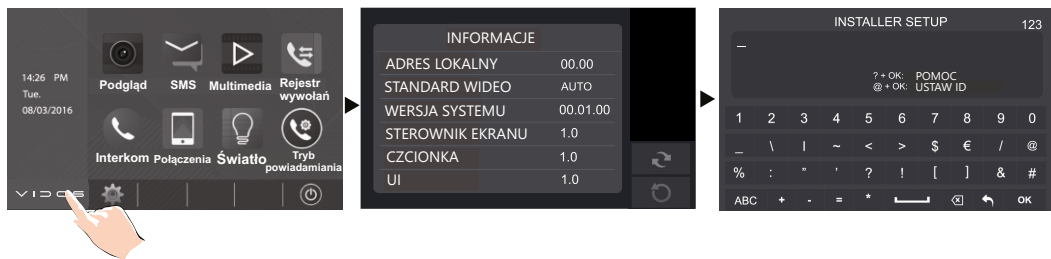 14:26 PM
Tue.
08/03/2016
Podgląd
SMS
Multimedia
Rejestr
wywołań
Interkom
Połączenia
Światło
Tryb
powiadamiania
VIDOS
INFORMACJE
ADRES LOKALNY 00.00
STANDARD WIDEO AUTO
WERSJA SYSTEMU 00.01.00
STEROWNIK EKRANU 1.0
CZCIONKA 1.0
UI 1.0
INSTALLER SETUP 123
_
? + OK: POMOC
@ + OK: USTAW ID
1 2 3 4 5 6 7 8 9 0
_ \ | ~ < > $ € / @
% : " ' ? ! [ ] & #
ABC + - = * OK